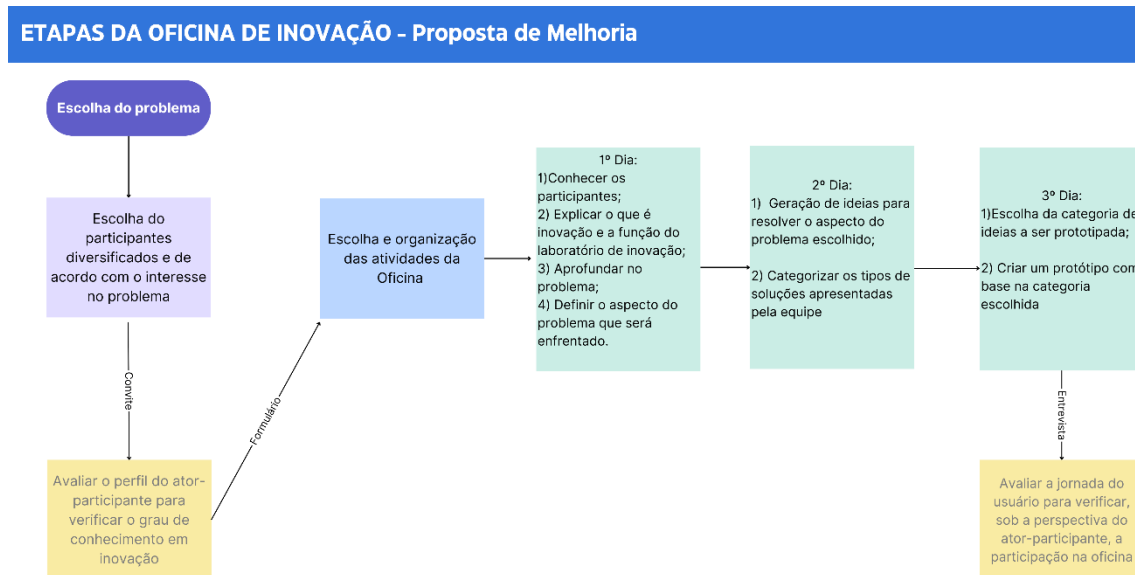 ETAPAS DA OFICINA DE INOVAÇÃO - Proposta de Melhoria
Escolha do problema
Escolha do
participantes
diversificados e de
acordo com o interesse
no problema
Convite
Avaliar o perfil do ator-
participante para
verificar o grau de
conhecimento em
inovação
Formulário
Escolha e organização
das atividades da
Oficina
1º Dia:
1)Conhecer os
participantes;
2) Explicar o que é
inovação e a função do
laboratório de inovação;
3) Aprofundar no
problema;
4) Definir o aspecto do
problema que será
enfrentado.
2º Dia:
1) Geração de ideias para
resolver o aspecto do
problema escolhido;
2) Categorizar os tipos de
soluções apresentadas
pela equipe
3º Dia:
1)Escolha da categoria de
ideias a ser prototipada;
2) Criar um protótipo com
base na categoria
escolhida
Entrevista
Avaliar a jornada do
usuário para verificar,
sob a perspectiva do
ator-participante, a
participação na oficina